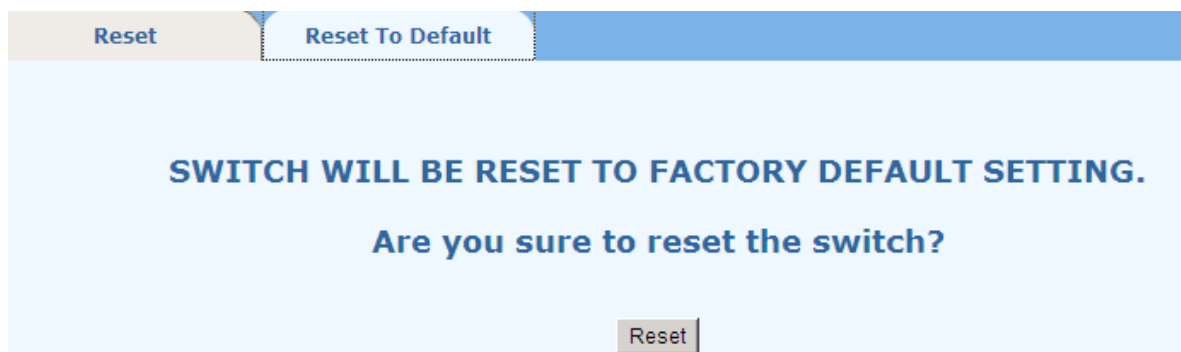 Reset Reset To Default
SWITCH WILL BE RESET TO FACTORY DEFAULT SETTING.
Are you sure to reset the switch?
Reset